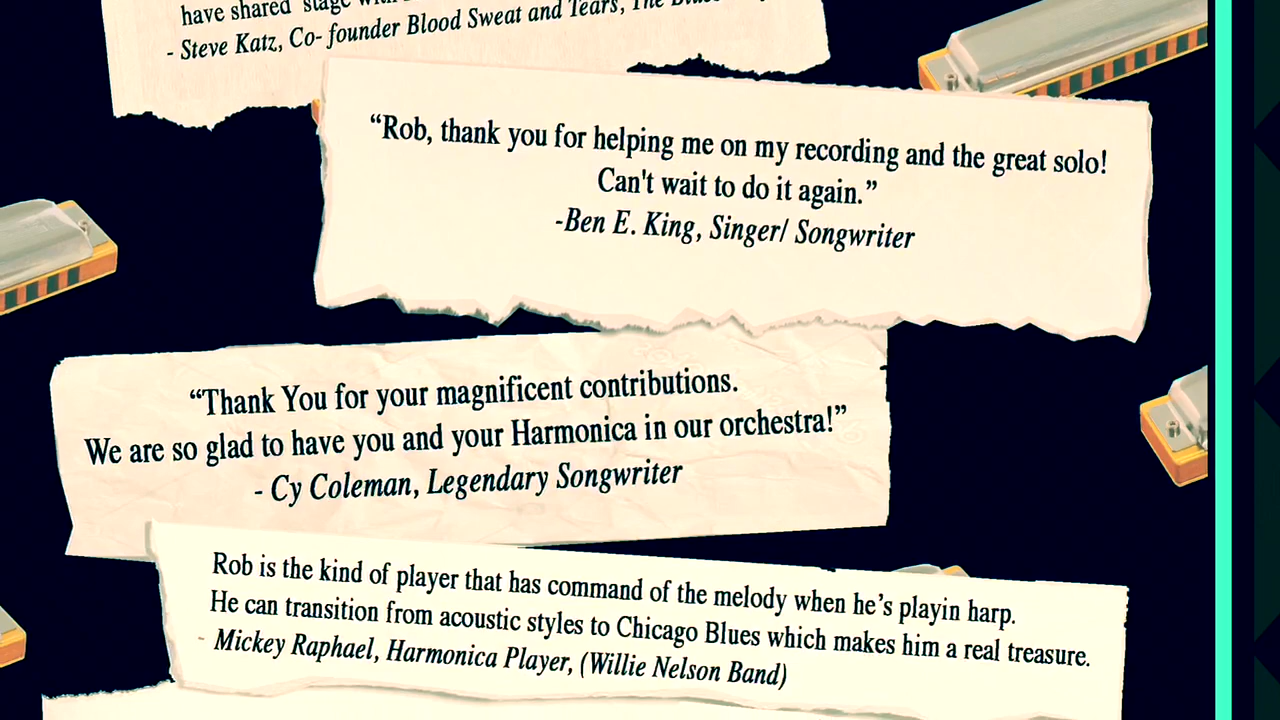 have shared stage
- Steve Katz, Co- founder Blood Sweat and Tears, The Blues
“Rob, thank you for helping me on my recording and the great solo!
Can't wait to do it again.”
-Ben E. King, Singer/ Songwriter
“Thank You for your magnificent contributions.
We are so glad to have you and your Harmonica in our orchestra!”
- Cy Coleman, Legendary Songwriter
Rob is the kind of player that has command of the melody when he’s playin harp.
He can transition from acoustic styles to Chicago Blues which makes him a real treasure.
- Mickey Raphael, Harmonica Player, (Willie Nelson Band)